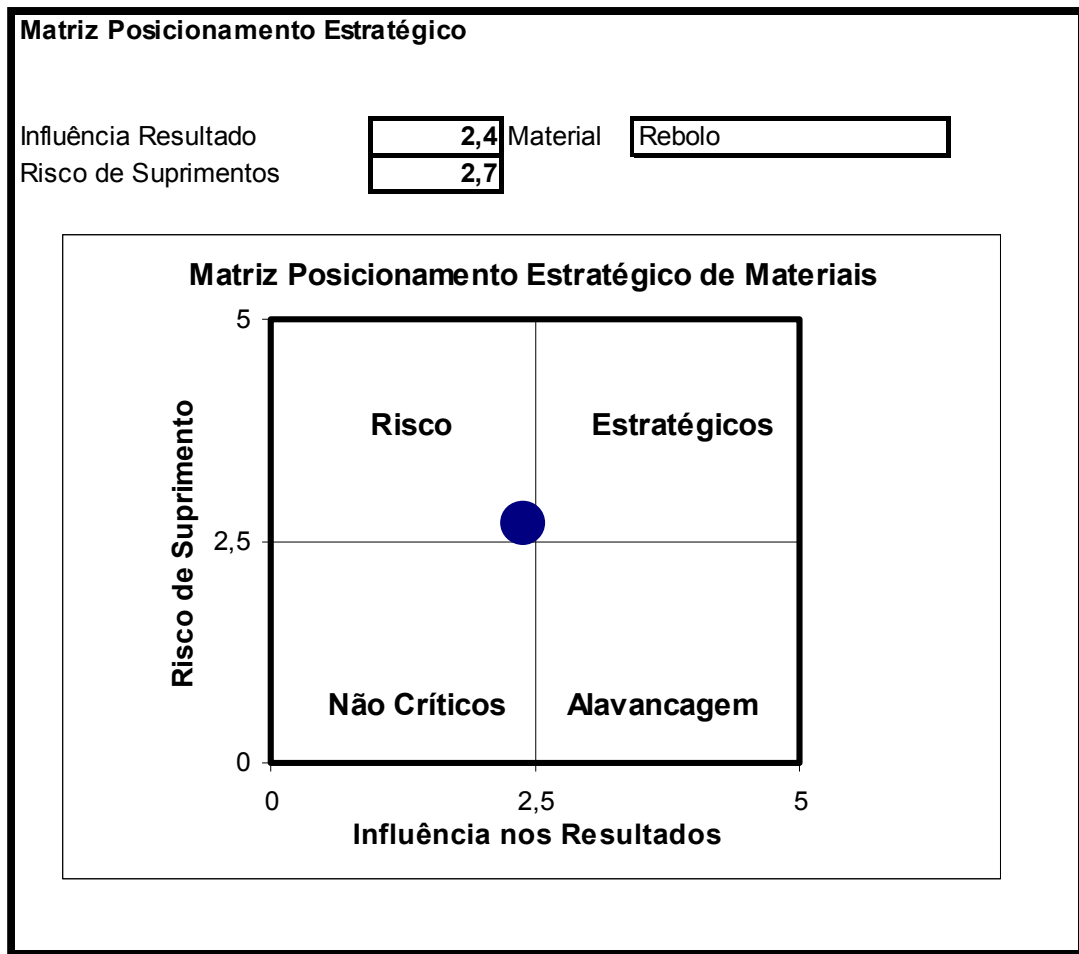 Matriz Posicionamento Estratégico
Influência Resultado 2,4 Material Rebolo
Risco de Suprimentos 2,7
Matriz Posicionamento Estratégico de Materiais
5
Risco Estratégicos
Risco de Suprimento
2,5
Não Críticos Alavancagem
0
0 2,5 5
Influência nos Resultados